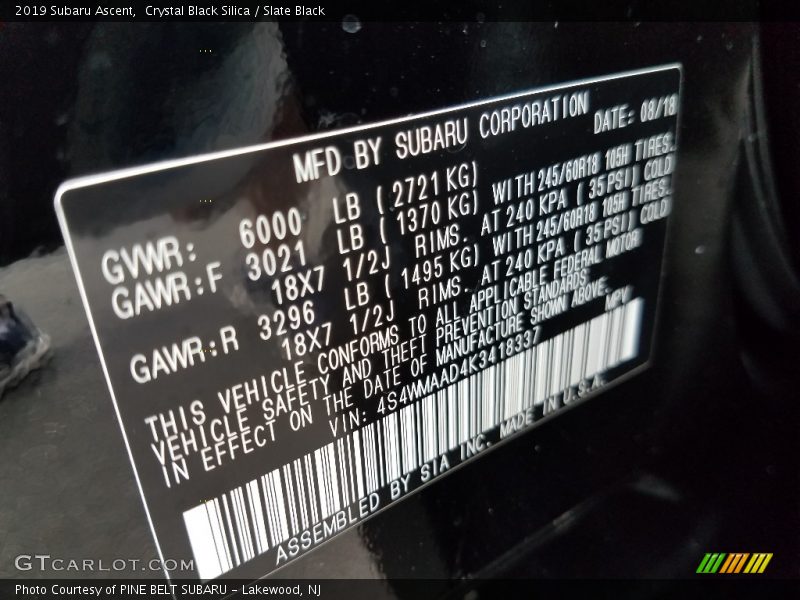 2019 Subaru Ascent,  Crystal Black Silica / Slate Black
MFD BY SUBARU CORPORATION DATE: 08/18
GVWR: 6000 LB ( 2721 KG)
GAWR:F 3021 LB ( 1370 KG) WITH 245/60R18 105H TIRES.
18X7 1/2J RIMS. AT 240 KPA ( 35PSI) COLD
GAWR:R 3296 LB ( 1495 KG) WITH 245/60R18 105H TIRES.
18X7 1/2J RIMS. AT 240 KPA ( 35PSI) COLD
THIS VEHICLE CONFORMS TO ALL APPLICABLE FEDERAL MOTOR
VEHICLE SAFETY AND THEFT PREVENTION STANDARDS
IN EFFECT ON THE DATE OF MANUFACTURE SHOWN ABOVE.
VIN: 4S4WMAAD4K3418337 MPV
ASSEMBLED BY SIA INC. MADE IN U.S.A.
GTCARLOT.COM
Photo Courtesy of PINE BELT SUBARU - Lakewood, NJ